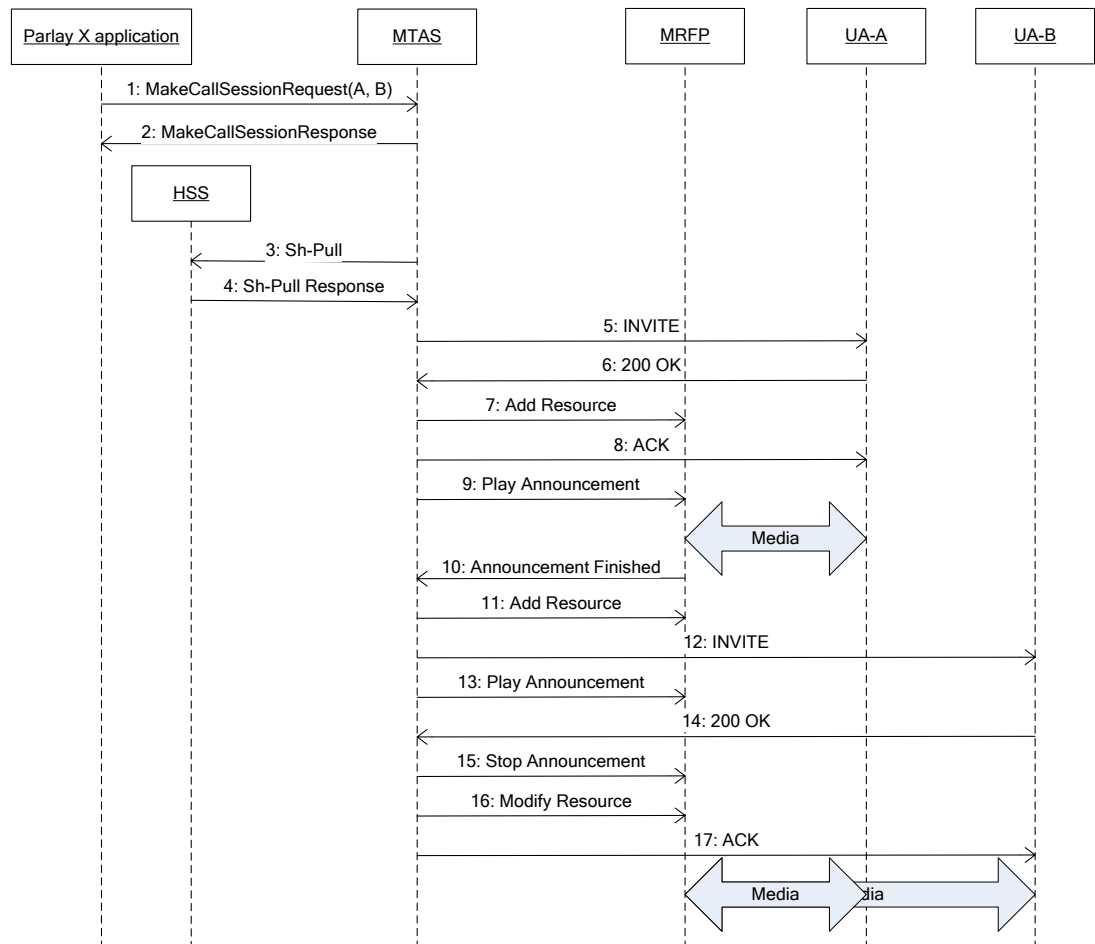 Parlay X application
MTAS
MRFP
UA-A
UA-B
1: MakeCallSessionRequest(A, B)
2: MakeCallSessionResponse
HSS
3: Sh-Pull
4: Sh-Pull Response
5: INVITE
6: 200 OK
7: Add Resource
8: ACK
9: Play Announcement
Media
10: Announcement Finished
11: Add Resource
12: INVITE
13: Play Announcement
14: 200 OK
15: Stop Announcement
16: Modify Resource
17: ACK
Media